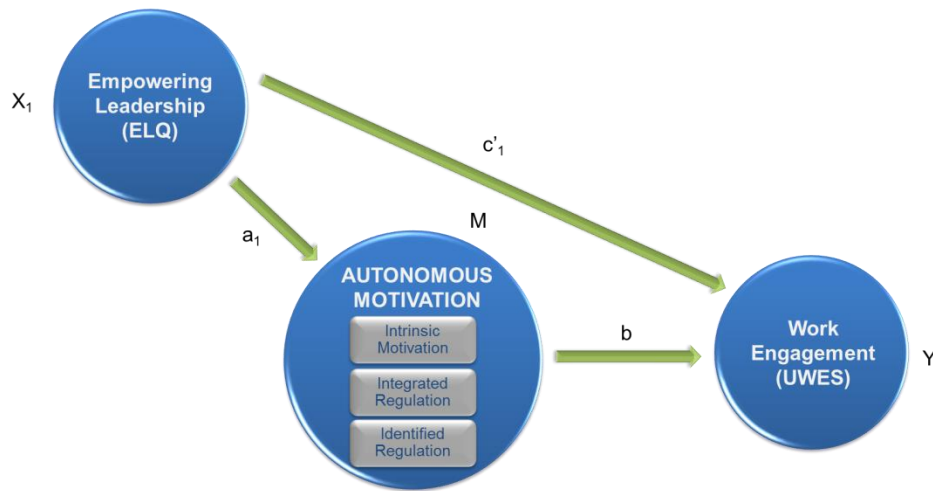 Empowering
Leadership
(ELQ)
X₁
c'₁
a₁
M
AUTONOMOUS
MOTIVATION
Intrinsic
Motivation
Integrated
Regulation
Identified
Regulation
b
Work
Engagement
(UWES)
Y